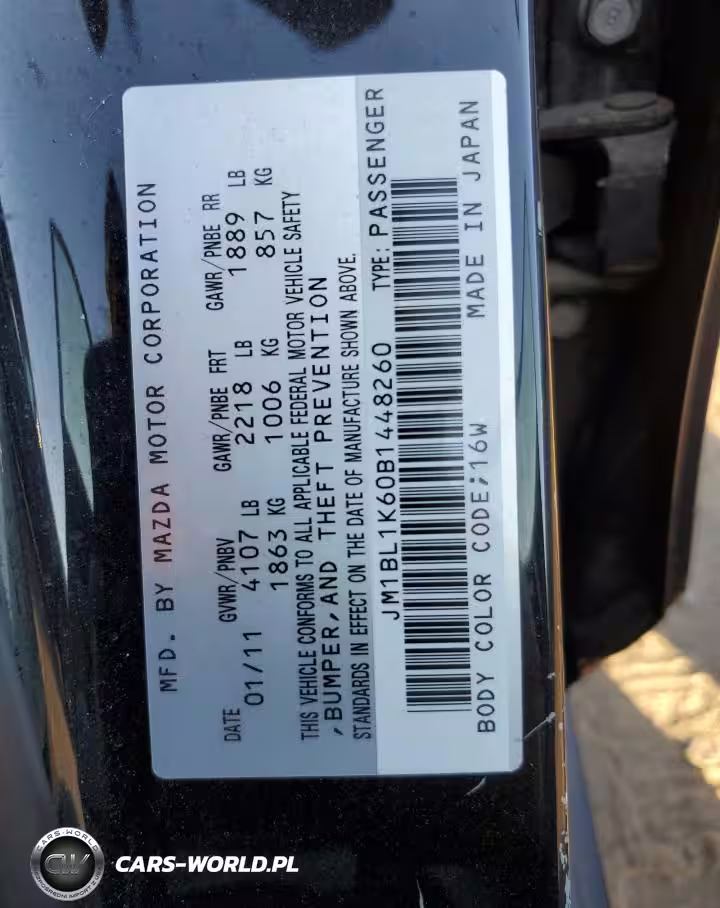 MFD. BY MAZDA MOTOR CORPORATION
DATE GVWR/PNBV GAWR/PNBE FRT GAWR/PNBE RR
01/11 4107 LB 2218 LB 1889 LB
1863 KG 1006 KG 857 KG
THIS VEHICLE CONFORMS TO ALL APPLICABLE FEDERAL MOTOR VEHICLE SAFETY
,BUMPER,AND THEFT PREVENTION
STANDARDS IN EFFECT ON THE DATE OF MANUFACTURE SHOWN ABOVE.
JM1BL1K60B1448260 TYPE: PASSENGER
BODY COLOR CODE;16W MADE IN JAPAN
CARS-WORLD
CW
CARS-WORLD.PL